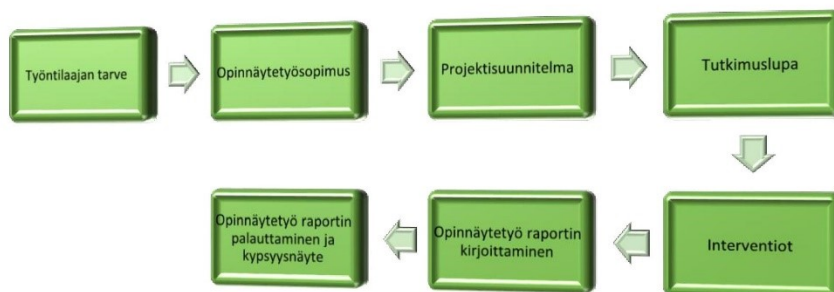 Työntilaajan tarve
Opinnäytetyösopimus
Projektisuunnitelma
Tutkimuslupa
Interventiot
Opinnäytetyö raportin
kirjoittaminen
Opinnäytetyö raportin
palauttaminen ja
kypsyysnäyte